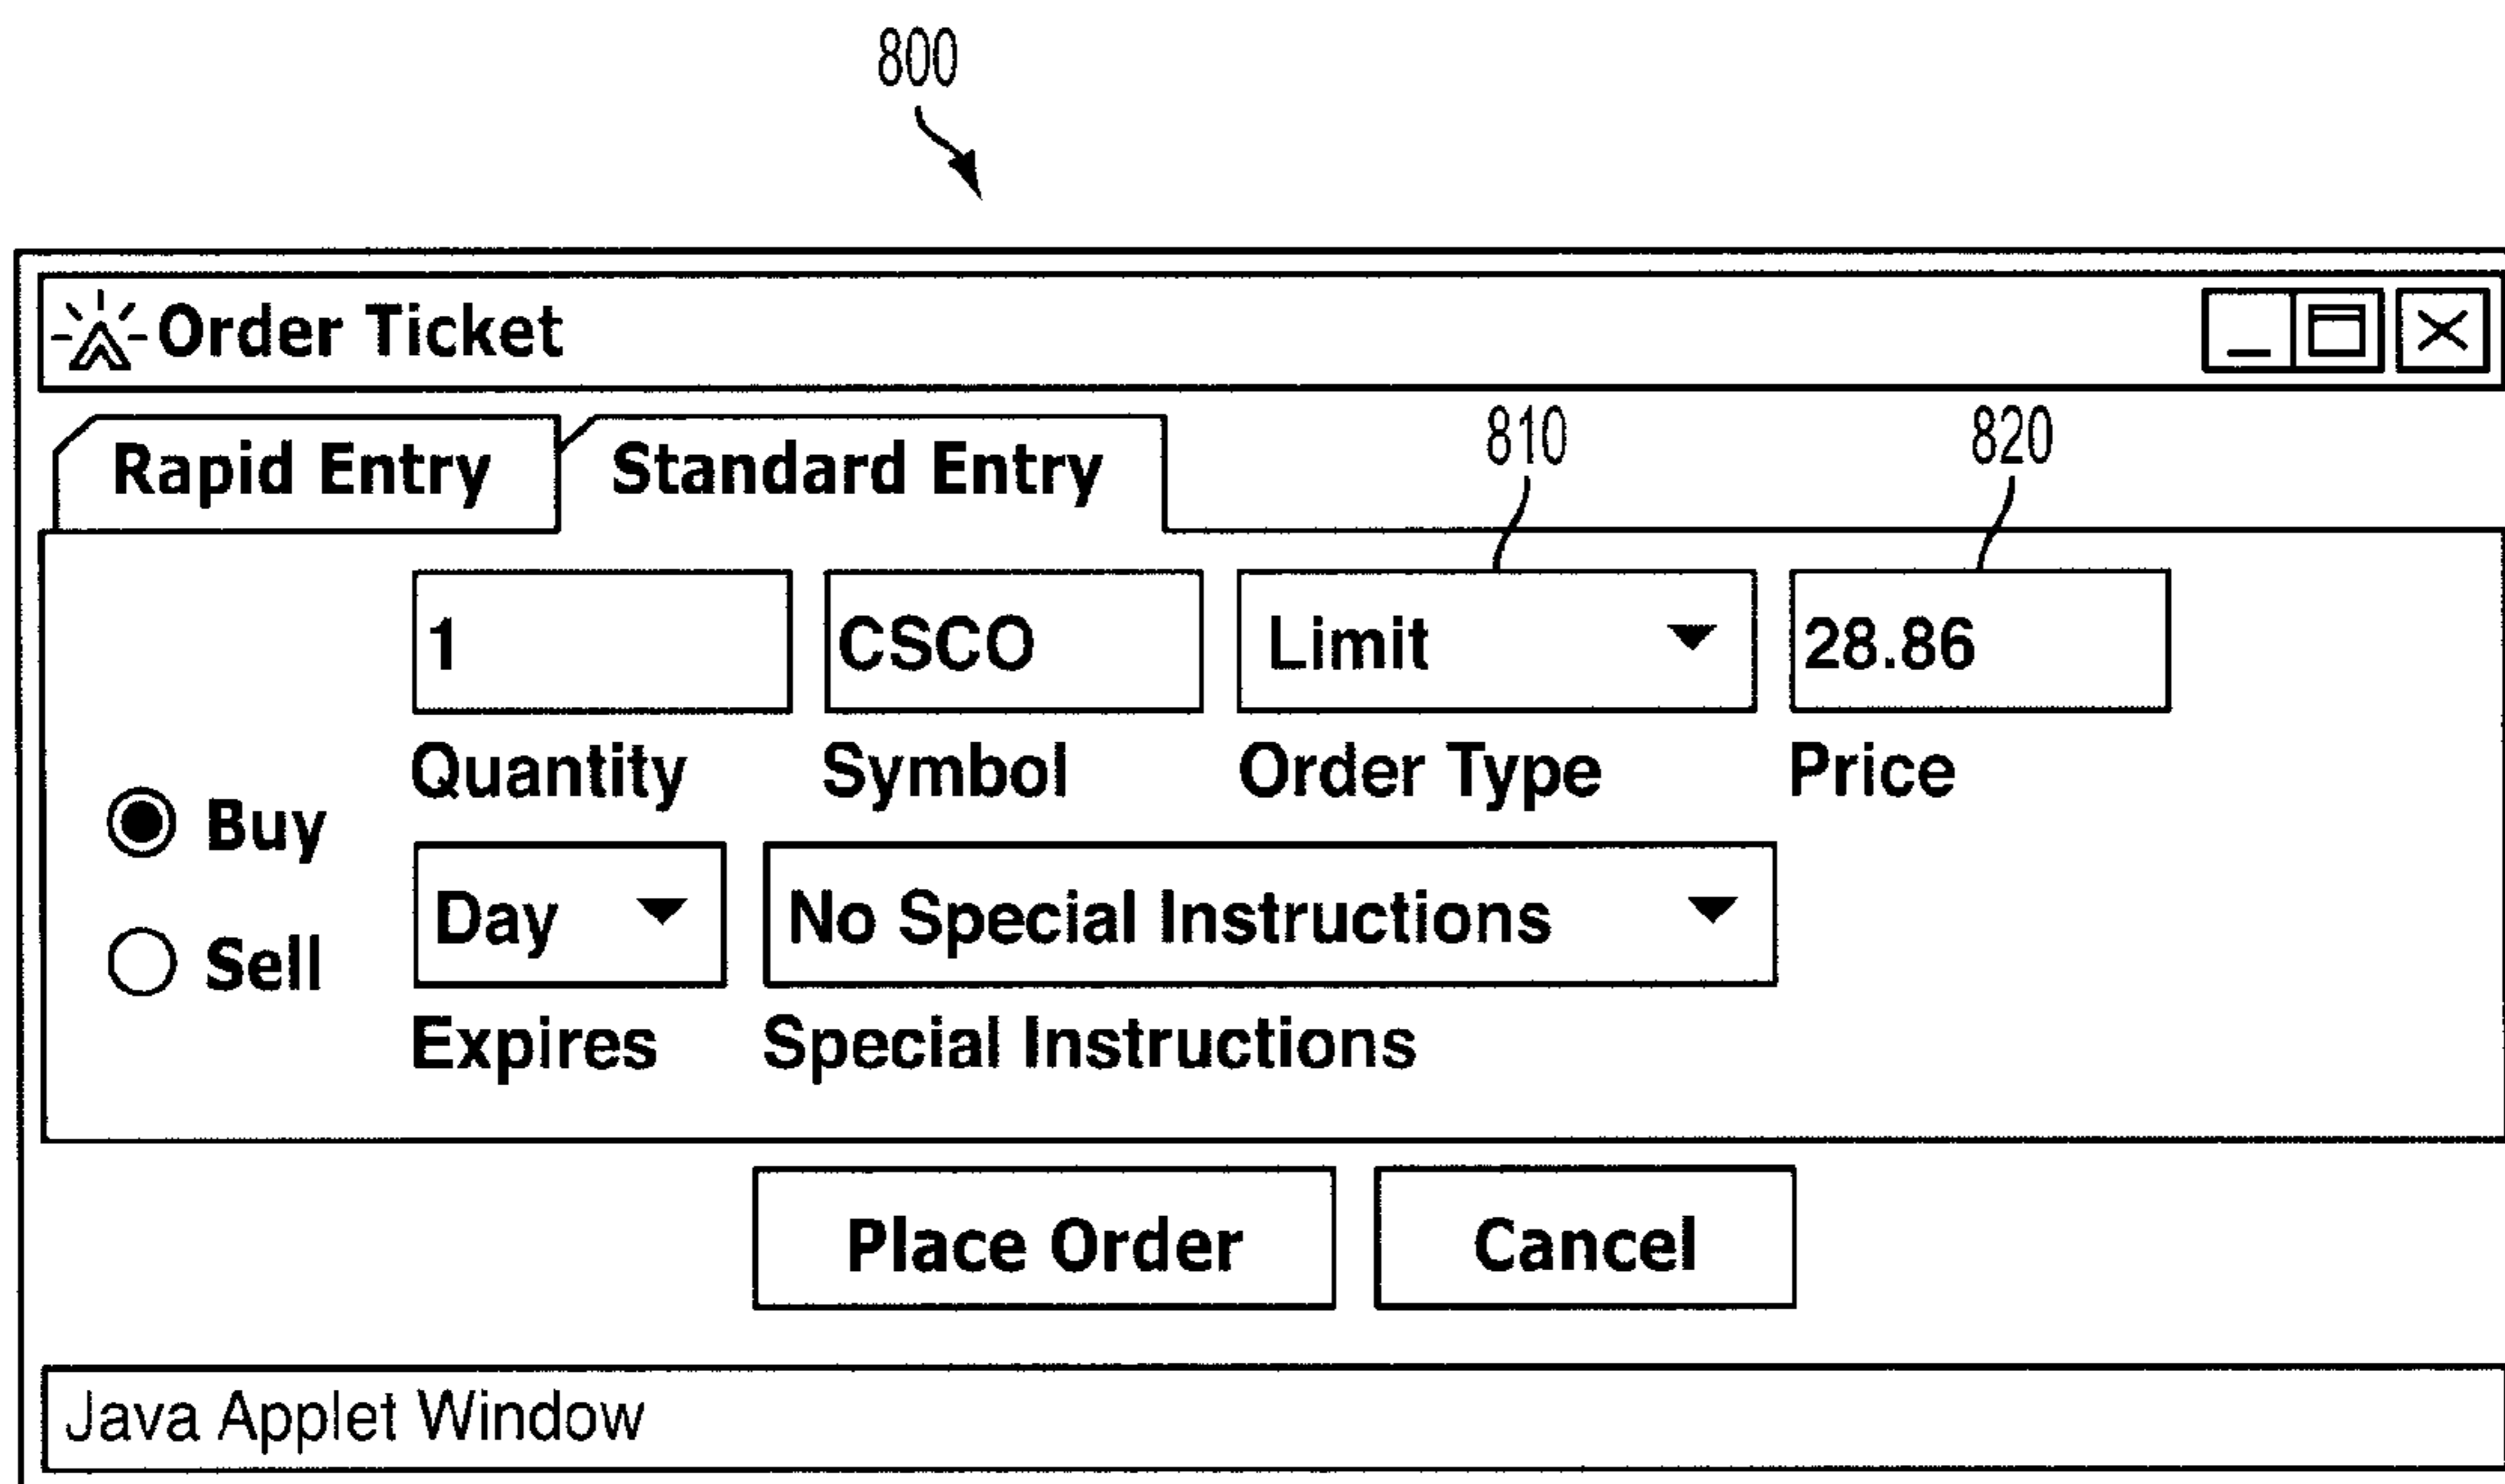 800
Order Ticket
810 820
Rapid Entry Standard Entry
1 CSCO Limit 28.86
Quantity Symbol Order Type Price
Buy
Day No Special Instructions
Sell
Expires Special Instructions
Place Order Cancel
Java Applet Window